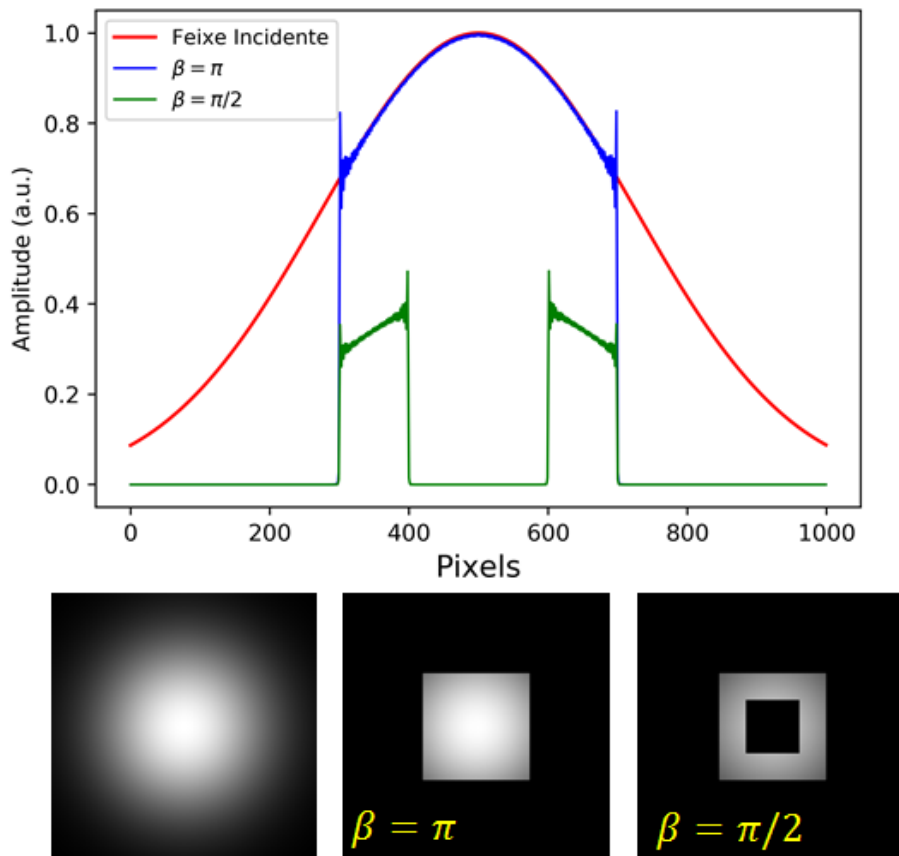 1.0
0.8
0.6
0.4
0.2
0.0
Amplitude (a.u.)
Feixe Incidente
β = π
β = π/2
0 200 400 600 800 1000
Pixels
β = π
β = π/2